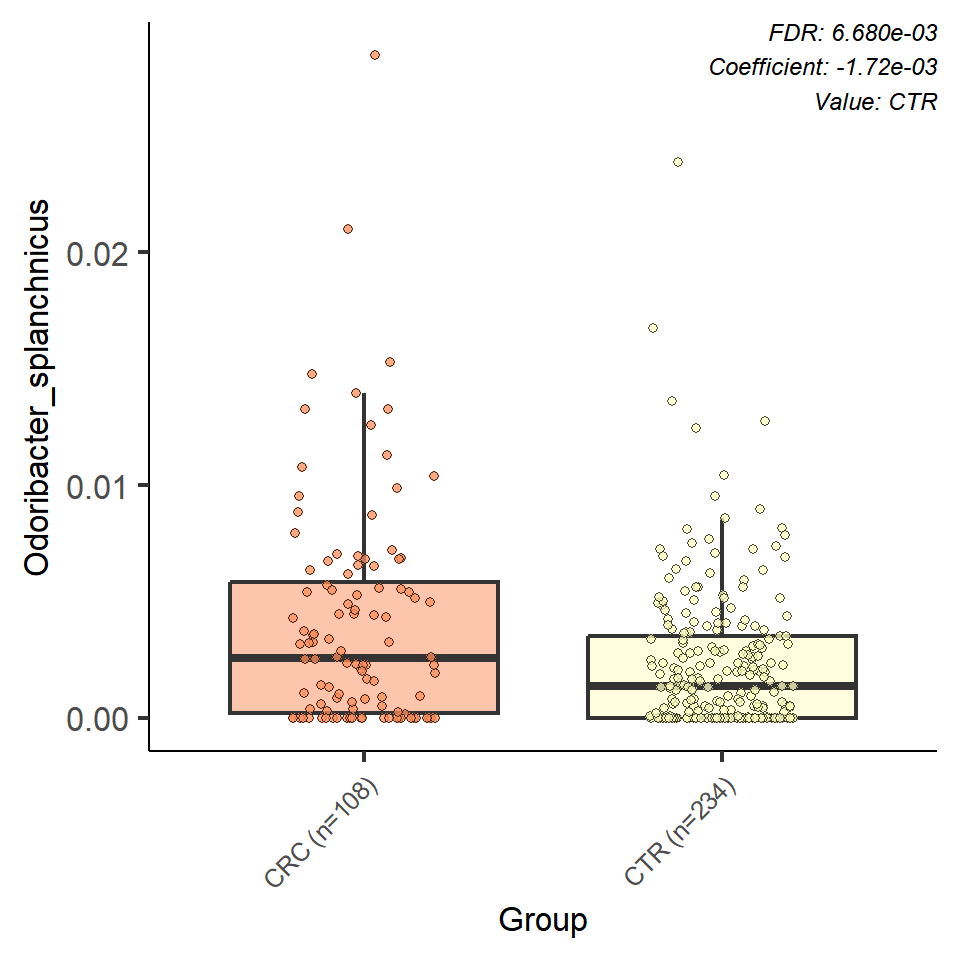 FDR: 6.680e-03
Coefficient: -1.72e-03
Value: CTR
Odoribacter_splanchnicus
0.02
0.01
0.00
CRC (n=108)
CTR (n=234)
Group